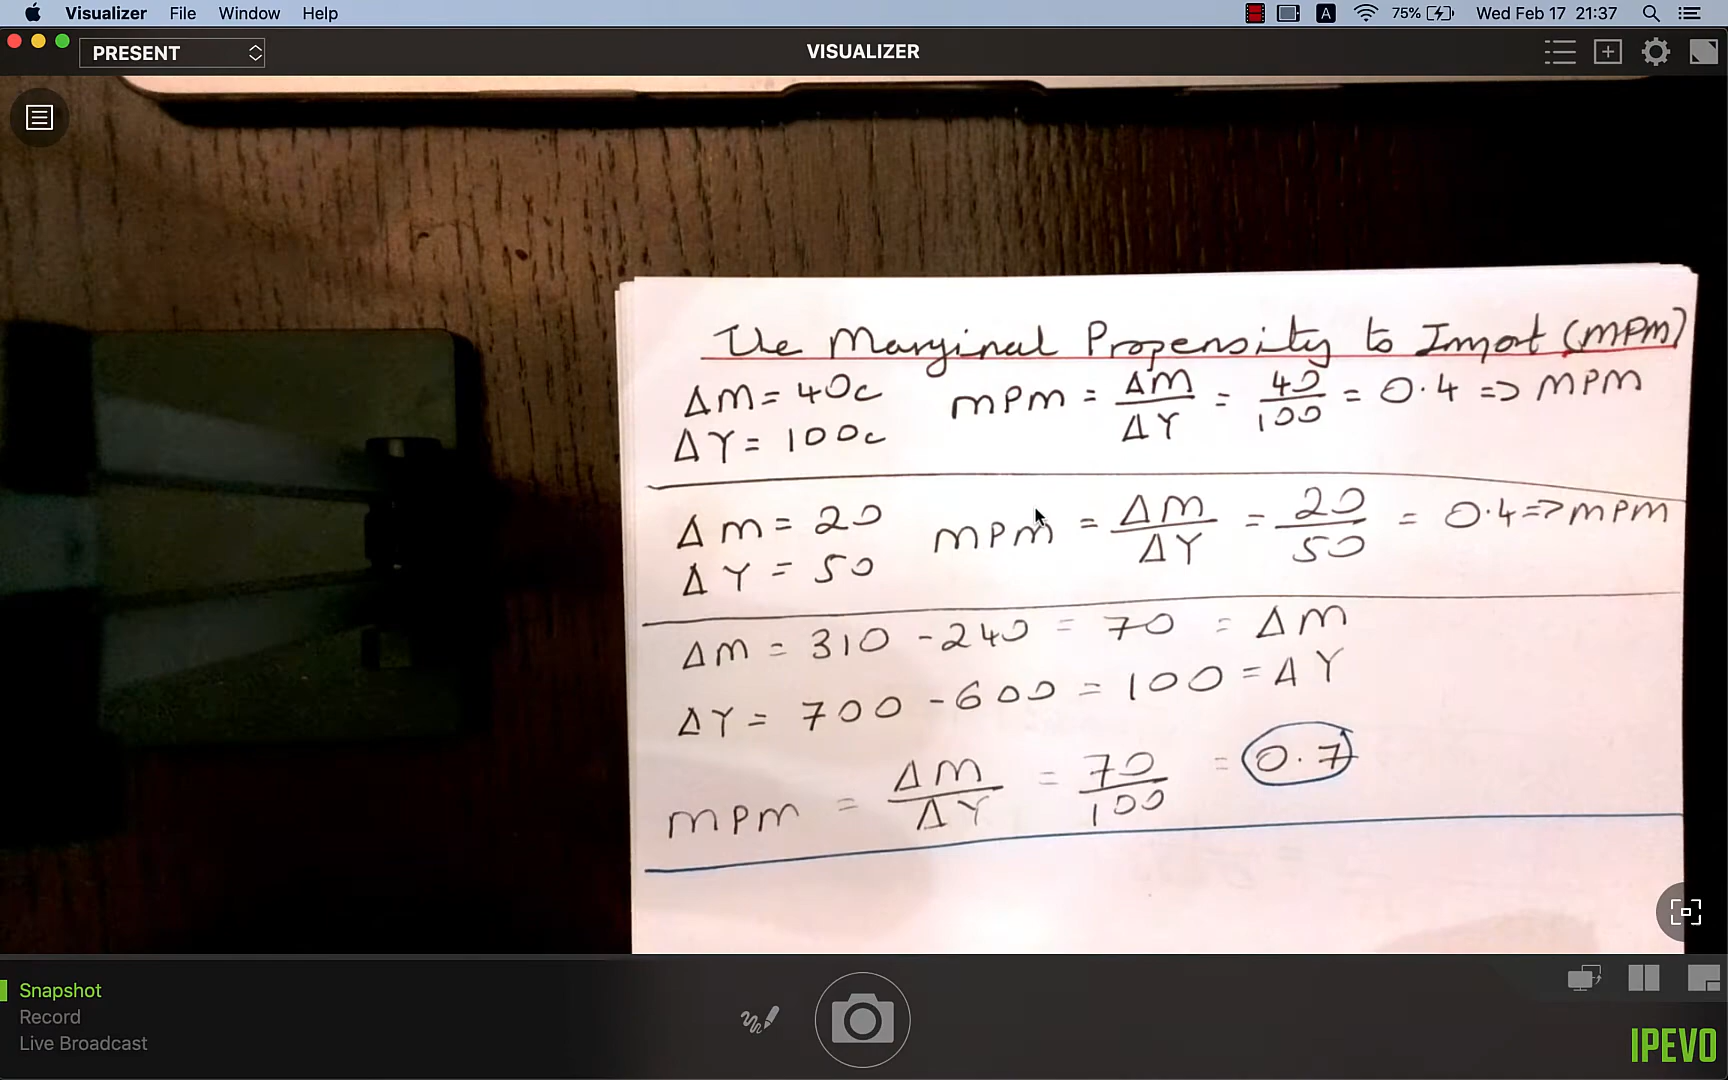 Visualizer File Window Help
A 75% Wed Feb 17 21:37
PRESENT
VISUALIZER
The Marginal Propensity to Import (MPM)
ΔM = 40c
ΔY = 100c
MPM = ΔM/ΔY = 40/100 = 0.4 => MPM
ΔM = 20
ΔY = 50
MPM = ΔM/ΔY = 20/50 = 0.4 => MPM
ΔM = 310 - 240 = 70 = ΔM
ΔY = 700 - 600 = 100 = ΔY
MPM = ΔM/ΔY = 70/100 = 0.7
Snapshot
Record
Live Broadcast
IPEVO